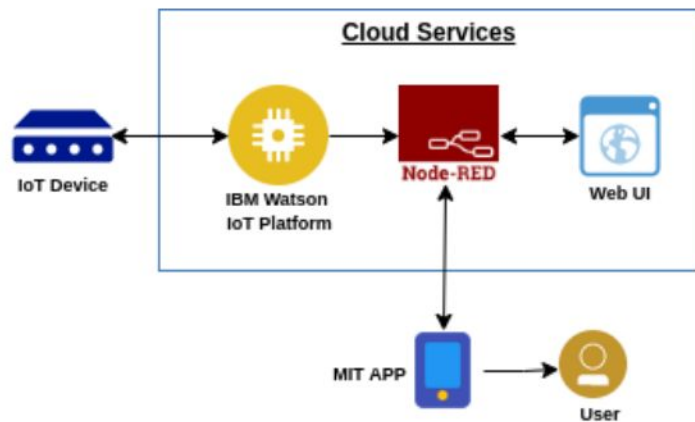 Cloud Services
IoT Device
IBM Watson
IoT Platform
Node-RED
Web UI
MIT APP
User